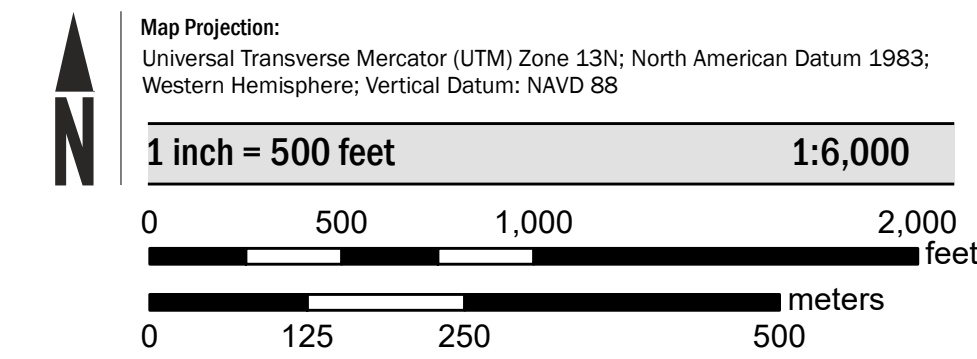 Map Projection:
Universal Transverse Mercator (UTM) Zone 13N; North American Datum 1983;
Western Hemisphere; Vertical Datum: NAVD 88
N
1 inch = 500 feet 1:6,000
0 500 1,000 2,000
feet
meters
0 125 250 500